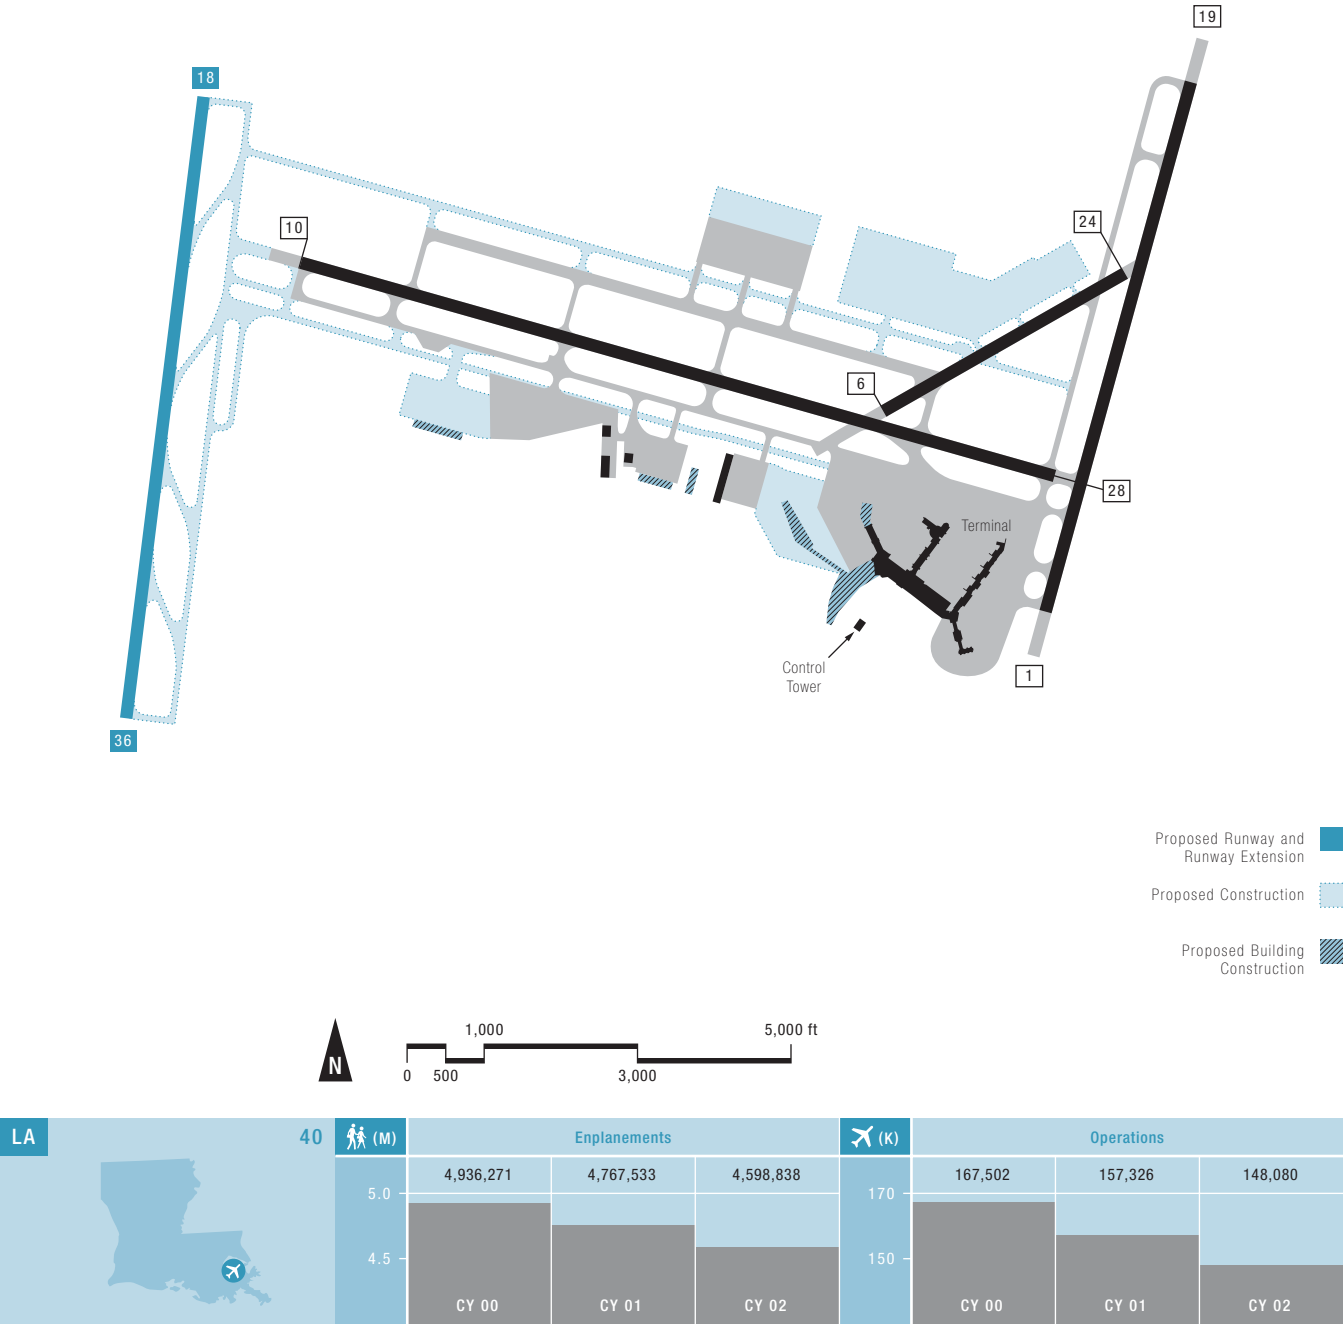 19
18
24
10
6
28
Terminal
Control
Tower
1
36
Proposed Runway and
Runway Extension
Proposed Construction
Proposed Building
Construction
N
1,000
5,000 ft
0
500
3,000
LA
40
(M)
Enplanements
(K)
Operations
4,936,271
4,767,533
4,598,838
167,502
157,326
148,080
5.0
170
4.5
150
CY 00
CY 01
CY 02
CY 00
CY 01
CY 02